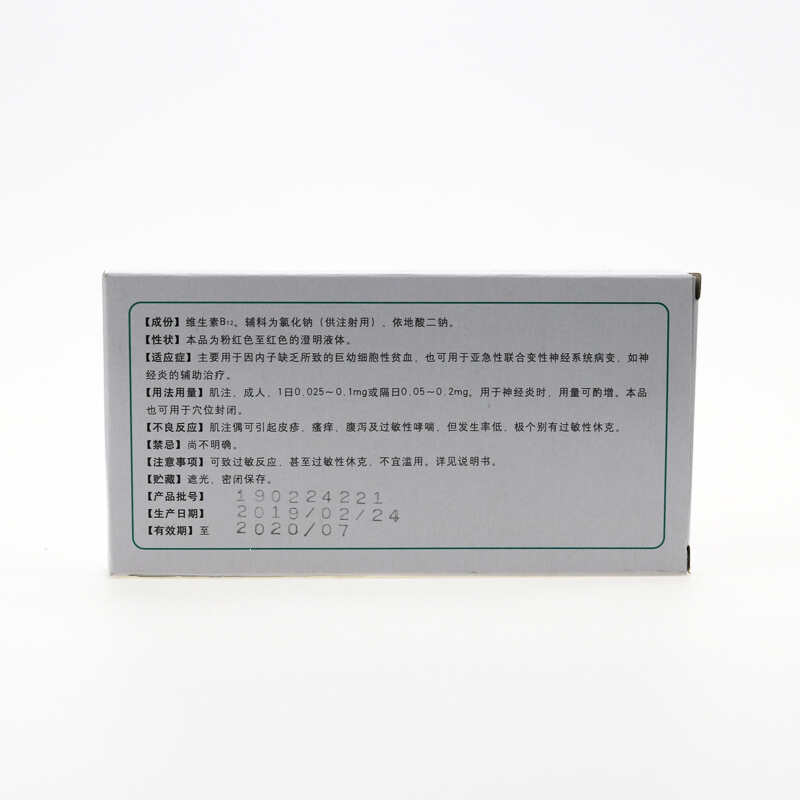 【成份】维生素B₁₂。辅料为氯化钠（供注射用）、依地酸二钠。
【性状】本品为粉红色至红色的澄明液体。
【适应症】主要用于因内子缺乏所致的巨幼细胞性贫血，也可用于亚急性联合变性神经系统病变，如神
经炎的辅助治疗。
【用法用量】肌注，成人，1日0.025～0.1mg或隔日0.05～0.2mg。用于神经炎时，用量可酌增。本品
也可用于穴位封闭。
【不良反应】肌注偶可引起皮疹、瘙痒、腹泻及过敏性哮喘，但发生率低，极个别有过敏性休克。
【禁忌】尚不明确。
【注意事项】可致过敏反应，甚至过敏性休克，不宜滥用。详见说明书。
【贮藏】遮光，密闭保存。
【产品批号】 190224221
【生产日期】 2019/02/24
【有效期】至 2020/07